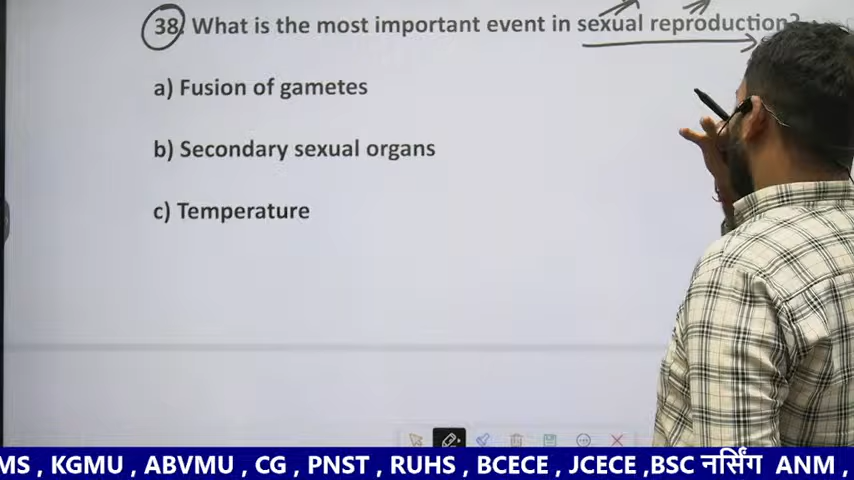 38. What is the most important event in sexual reproduction?
a) Fusion of gametes
b) Secondary sexual organs
c) Temperature
MS , KGMU , ABVMU , CG , PNST , RUHS , BCECE , JCECE ,BSC नर्सिंग ANM ,